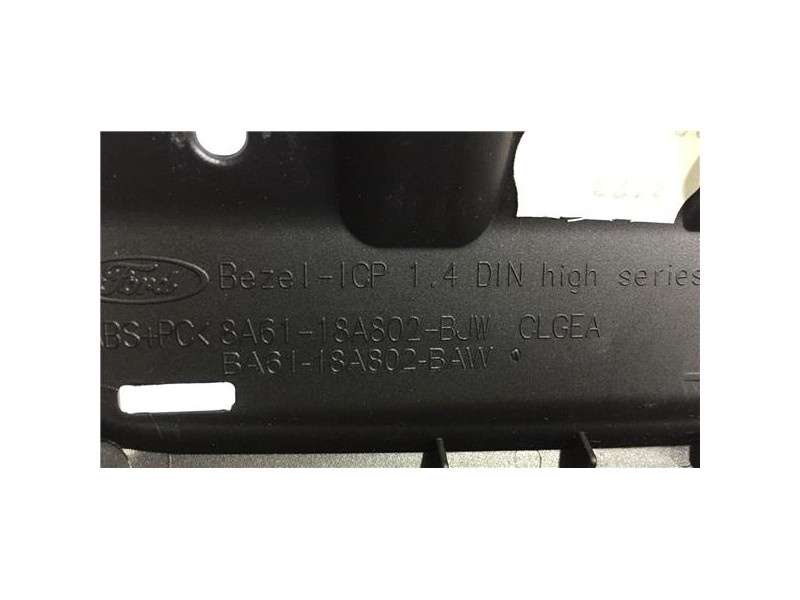 Ford Bezel-ICP 1.4 DIN high series
ABS+PC< 8A61-18A802-BJW CLGEA
BA61-18A802-BAW